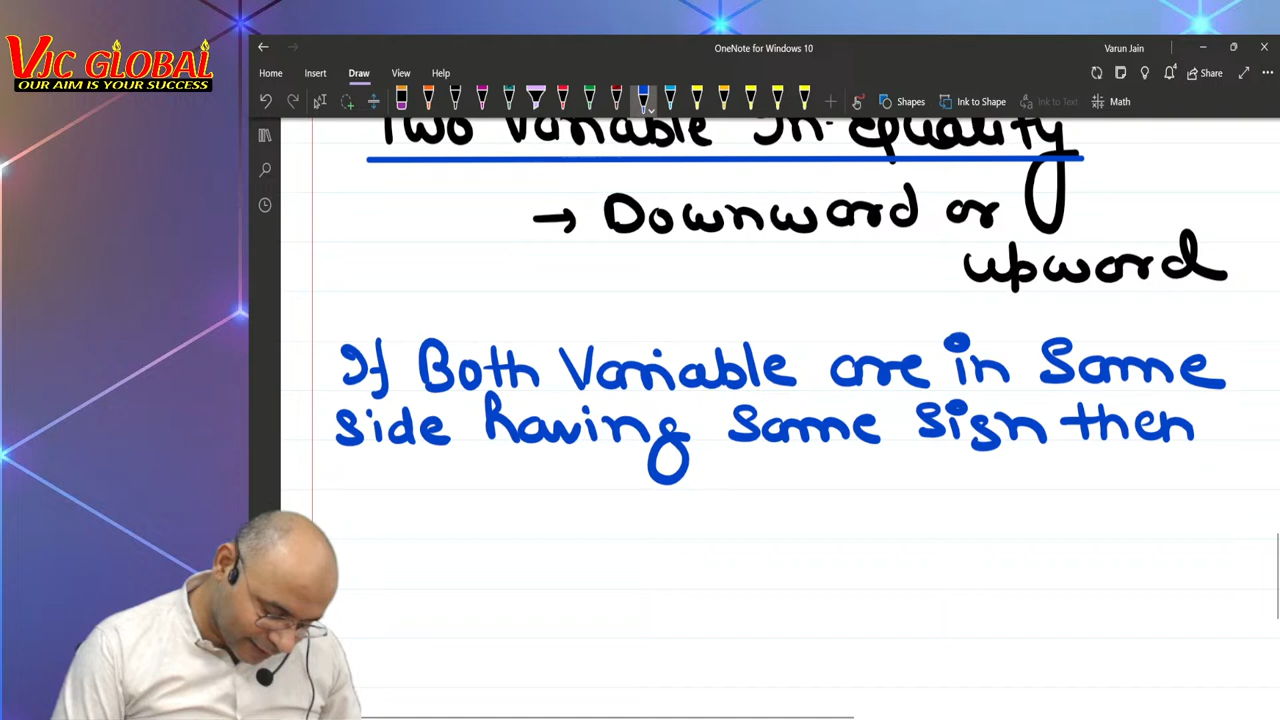 VJC GLOBAL
OUR AIM IS YOUR SUCCESS
OneNote for Windows 10
Varun Jain
Home Insert Draw View Help
Shapes Ink to Shape Ink to Text Math
Share
4
Two Variable In-equality
→ Downward or
upward
If Both Variable are in Same
side having same sign then